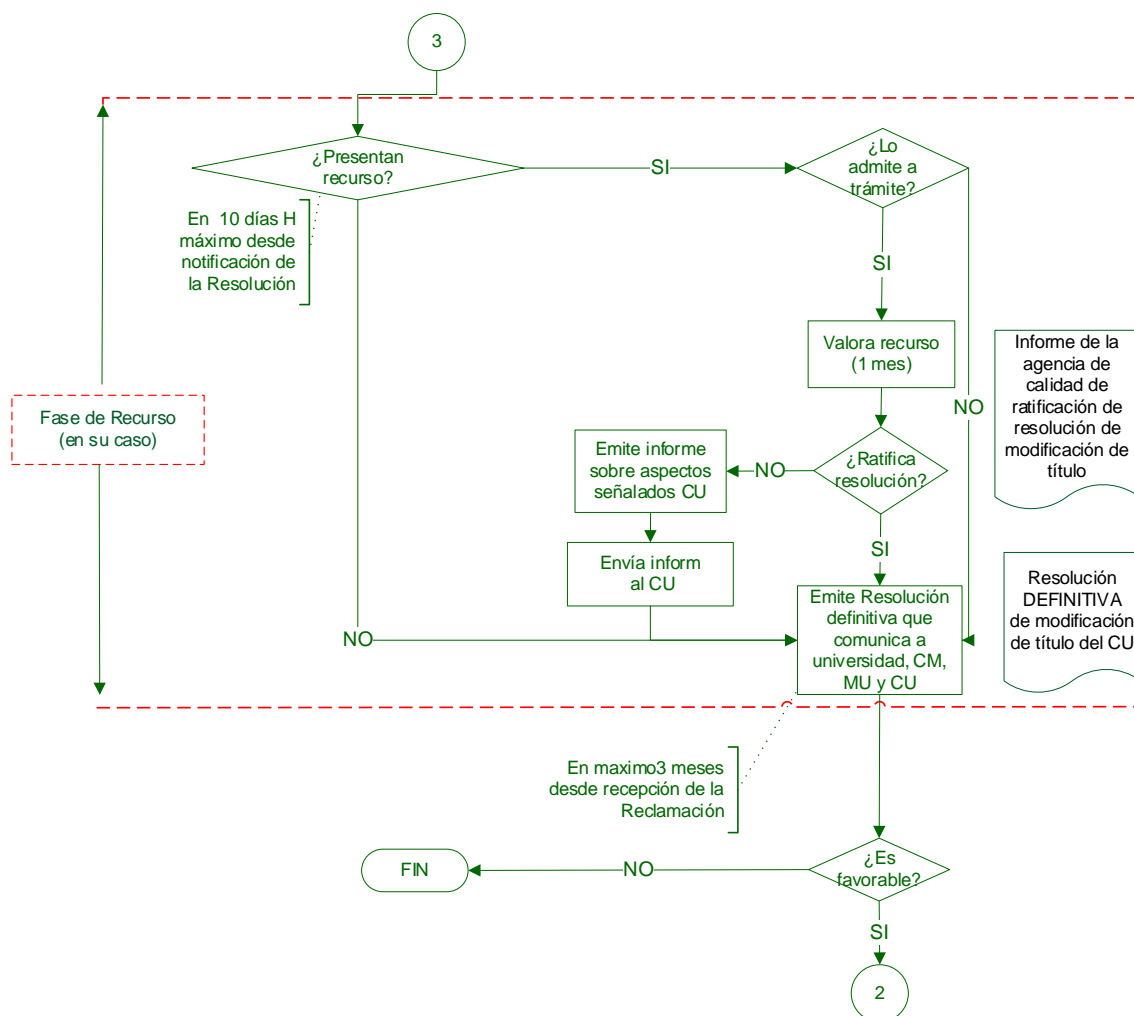 3
¿Presentan
recurso?
SI
¿Lo
admite a
trámite?
En 10 días H
máximo desde
notificación de
la Resolución
SI
Valora recurso
(1 mes)
Informe de la
agencia de
calidad de
ratificación de
resolución de
modificación de
título
NO
Fase de Recurso
(en su caso)
Emite informe
sobre aspectos
señalados CU
NO
¿Ratifica
resolución?
SI
Envía inform
al CU
Resolución
DEFINITIVA
de modificación
de título del CU
Emite Resolución
definitiva que
comunica a
universidad, CM,
MU y CU
NO
En maximo3 meses
desde recepción de la
Reclamación
¿Es
favorable?
NO
FIN
SI
2